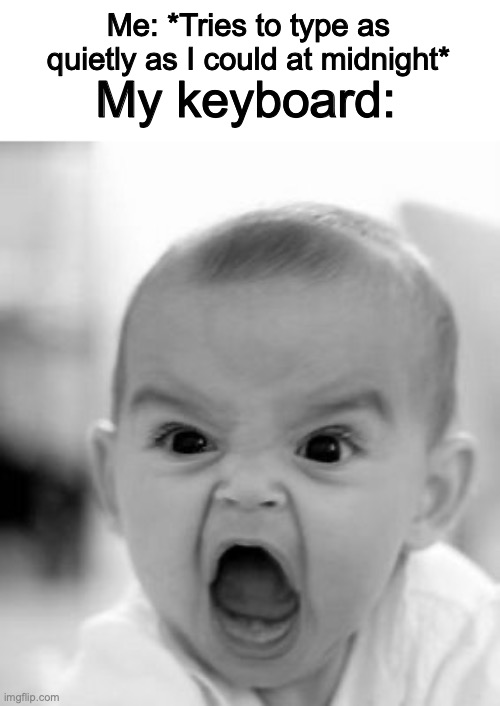 Me: *Tries to type as
quietly as I could at midnight*
My keyboard:
imgflip.com